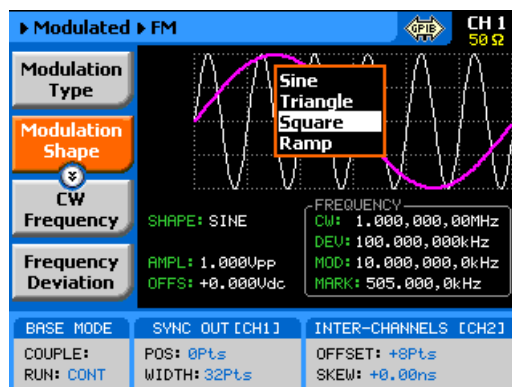 Modulated FM
GPIB
CH 1
50 Ω
Modulation
Type
Modulation
Shape
CW
Frequency
Frequency
Deviation
Sine
Triangle
Square
Ramp
SHAPE: SINE
AMPL: 1.000Vpp
OFFS: +0.000Vdc
FREQUENCY
CW: 1.000,000,00MHz
DEV: 100.000,000kHz
MOD: 10.000,000,0kHz
MARK: 505.000,0kHz
BASE MODE
COUPLE:
RUN: CONT
SYNC OUT [CH1]
POS: 0Pts
WIDTH: 32Pts
INTER-CHANNELS [CH2]
OFFSET: +8Pts
SKEW: +0.00ns